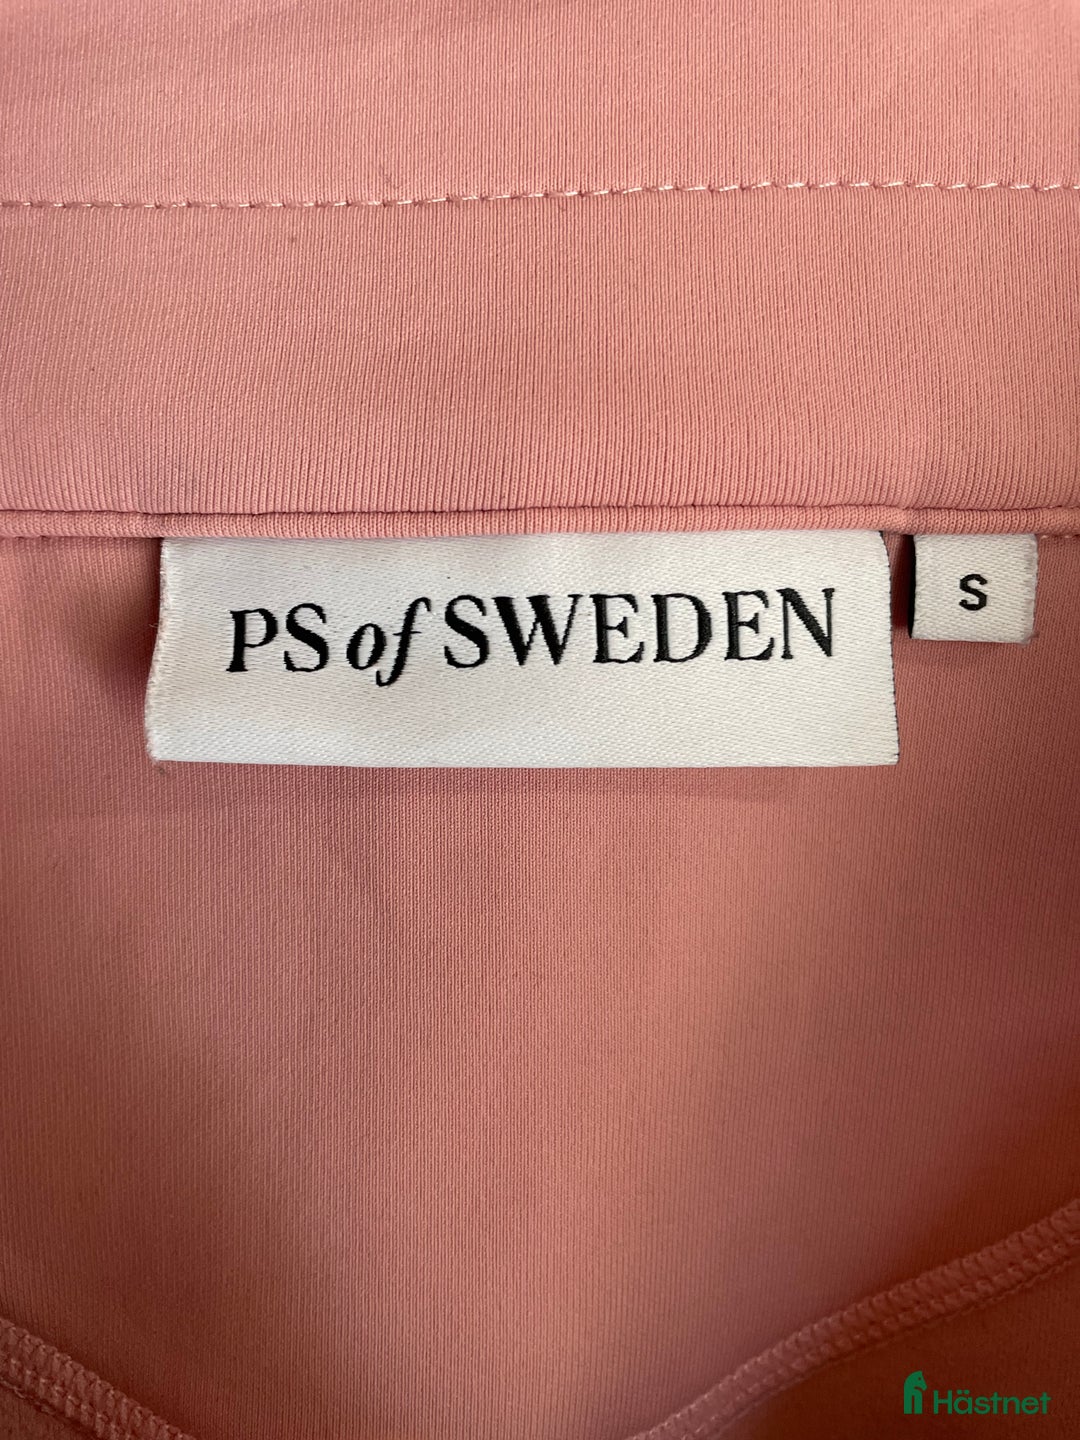 PS of SWEDEN
S
Hästnet